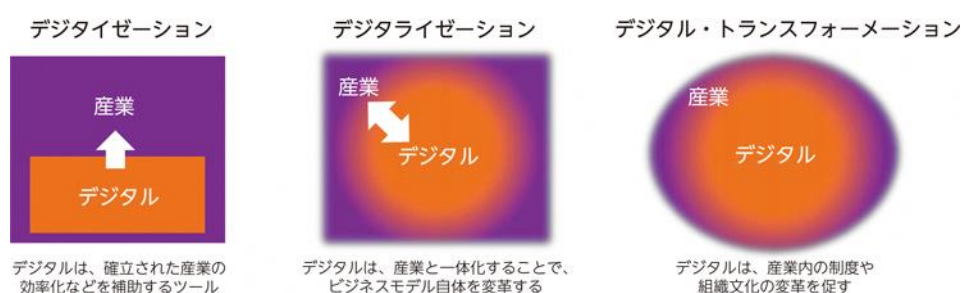 デジタイゼーション
産業
デジタル
デジタルは、確立された産業の
効率化などを補助するツール
デジタライゼーション
産業
デジタル
デジタルは、産業と一体化することで、
ビジネスモデル自体を変革する
デジタル・トランスフォーメーション
産業
デジタル
デジタルは、産業内の制度や
組織文化の変革を促す